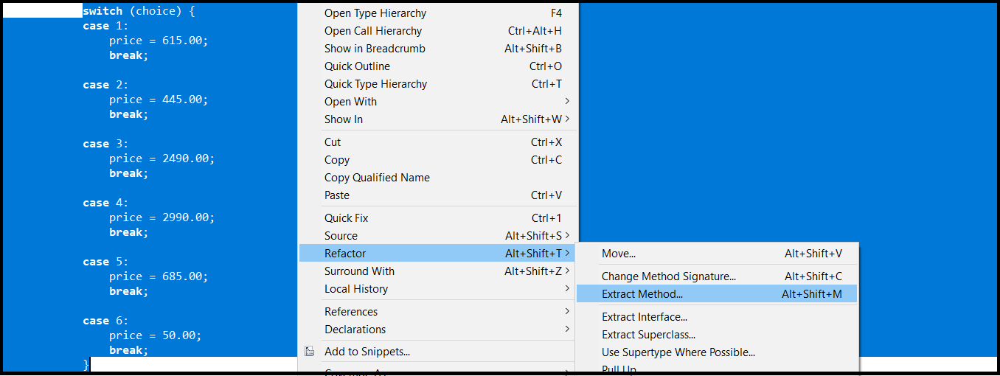 switch (choice) {
case 1:
price = 615.00;
break;
case 2:
price = 445.00;
break;
case 3:
price = 2490.00;
break;
case 4:
price = 2990.00;
break;
case 5:
price = 685.00;
break;
case 6:
price = 50.00;
break;
}
Open Type Hierarchy F4
Open Call Hierarchy Ctrl+Alt+H
Show in Breadcrumb Alt+Shift+B
Quick Outline Ctrl+O
Quick Type Hierarchy Ctrl+T
Open With >
Show In Alt+Shift+W >
Cut Ctrl+X
Copy Ctrl+C
Copy Qualified Name
Paste Ctrl+V
Quick Fix Ctrl+1
Source Alt+Shift+S >
Refactor Alt+Shift+T >
Surround With Alt+Shift+Z >
Local History >
References >
Declarations >
Add to Snippets...
Move... Alt+Shift+V
Change Method Signature... Alt+Shift+C
Extract Method... Alt+Shift+M
Extract Interface...
Extract Superclass...
Use Supertype Where Possible...
Pull Up